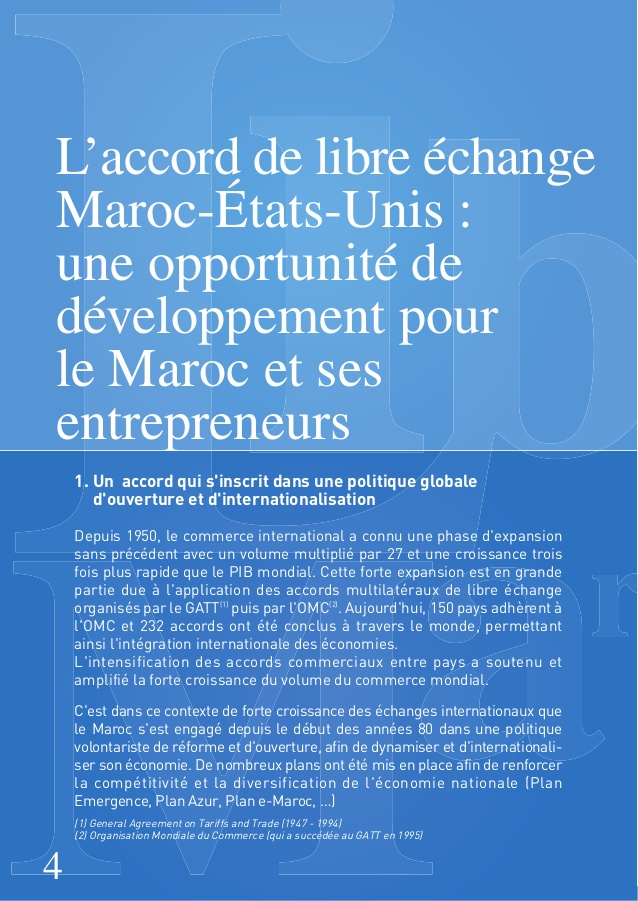 L’accord de libre échange
Maroc-États-Unis :
une opportunité de
développement pour
le Maroc et ses
entrepreneurs
1. Un accord qui s'inscrit dans une politique globale
d'ouverture et d'internationalisation
Depuis 1950, le commerce international a connu une phase d'expansion
sans précédent avec un volume multiplié par 27 et une croissance trois
fois plus rapide que le PIB mondial. Cette forte expansion est en grande
partie due à l'application des accords multilatéraux de libre échange
organisés par le GATT(1) puis par l'OMC(2). Aujourd'hui, 150 pays adhèrent à
l'OMC et 232 accords ont été conclus à travers le monde, permettant
ainsi l'intégration internationale des économies.
L'intensification des accords commerciaux entre pays a soutenu et
amplifié la forte croissance du volume du commerce mondial.
C'est dans ce contexte de forte croissance des échanges internationaux que
le Maroc s'est engagé depuis le début des années 80 dans une politique
volontariste de réforme et d'ouverture, afin de dynamiser et d'internationali-
ser son économie. De nombreux plans ont été mis en place afin de renforcer
la compétitivité et la diversification de l'économie nationale (Plan
Emergence, Plan Azur, Plan e-Maroc, ...)
(1) General Agreement on Tariffs and Trade (1947 - 1994)
(2) Organisation Mondiale du Commerce (qui a succédée au GATT en 1995)
4